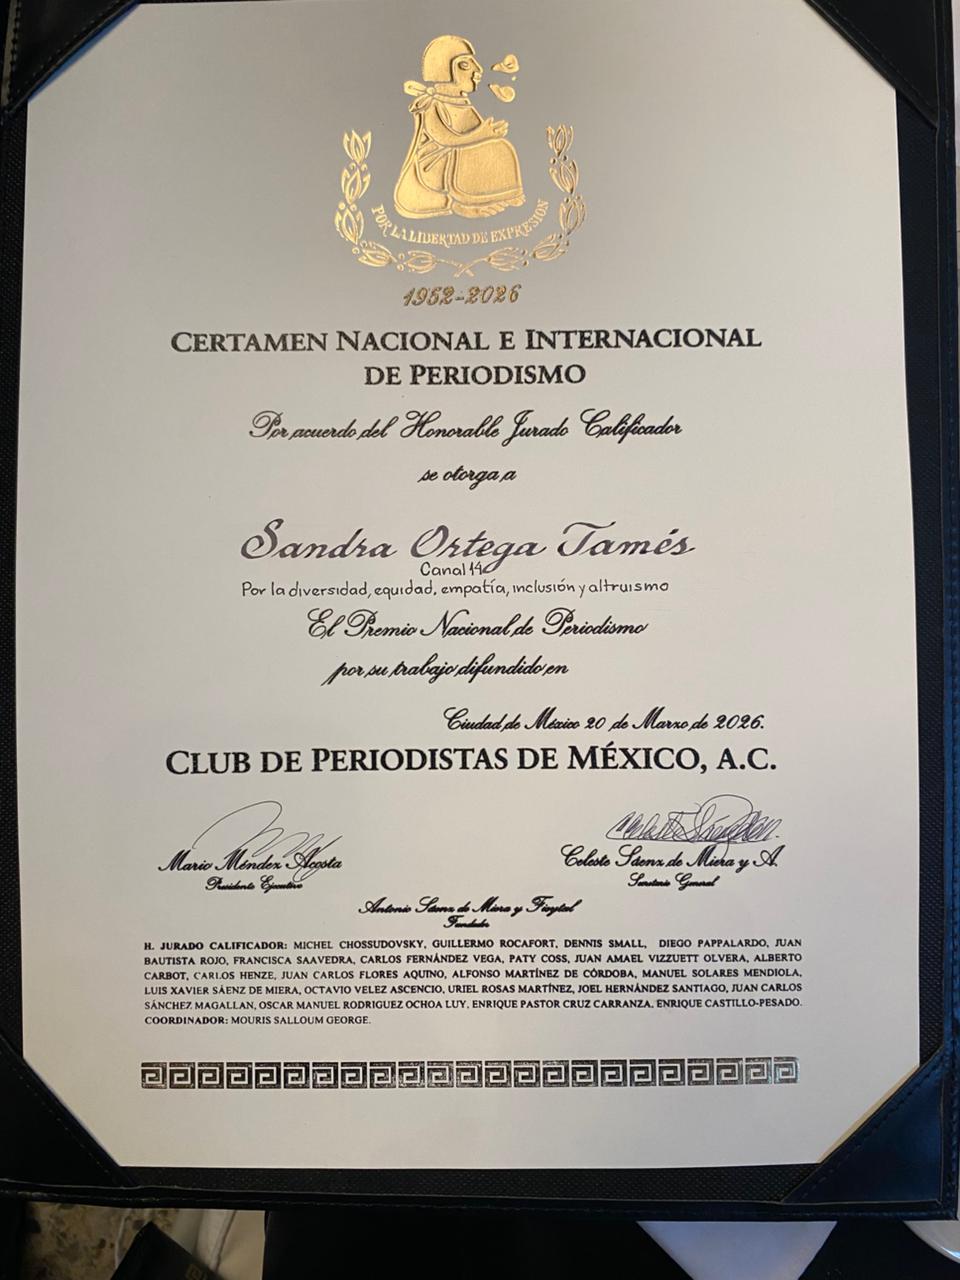 POR LA LIBERTAD DE EXPRESIÓN
1952-2026
CERTAMEN NACIONAL E INTERNACIONAL
DE PERIODISMO
Por acuerdo del Honorable Jurado Calificador
se otorga a
Sandra Ortega Tamés
Canal 14
Por la diversidad, equidad, empatía, inclusión y altruismo
El Premio Nacional de Periodismo
por su trabajo difundido en
Ciudad de México 20 de Marzo de 2026.
CLUB DE PERIODISTAS DE MÉXICO, A.C.
Mario Méndez Acosta
Presidente Ejecutivo
Celeste Sáenz de Miera y A.
Secretario General
Antonio Sáenz de Miera y Fieytal
Fundador
H. JURADO CALIFICADOR: MICHEL CHOSSUDOVSKY, GUILLERMO ROCAFORT, DENNIS SMALL, DIEGO PAPPALARDO, JUAN
BAUTISTA ROJO, FRANCISCA SAAVEDRA, CARLOS FERNÁNDEZ VEGA, PATY COSS, JUAN AMAEL VIZZUETT OLVERA, ALBERTO
CARBOT, CARLOS HENZE, JUAN CARLOS FLORES AQUINO, ALFONSO MARTÍNEZ DE CÓRDOBA, MANUEL SOLARES MENDIOLA,
LUIS XAVIER SÁENZ DE MIERA, OCTAVIO VELEZ ASCENCIO, URIEL ROSAS MARTÍNEZ, JOEL HERNÁNDEZ SANTIAGO, JUAN CARLOS
SÁNCHEZ MAGALLAN, OSCAR MANUEL RODRIGUEZ OCHOA LUY, ENRIQUE PASTOR CRUZ CARRANZA, ENRIQUE CASTILLO-PESADO.
COORDINADOR: MOURIS SALLOUM GEORGE.